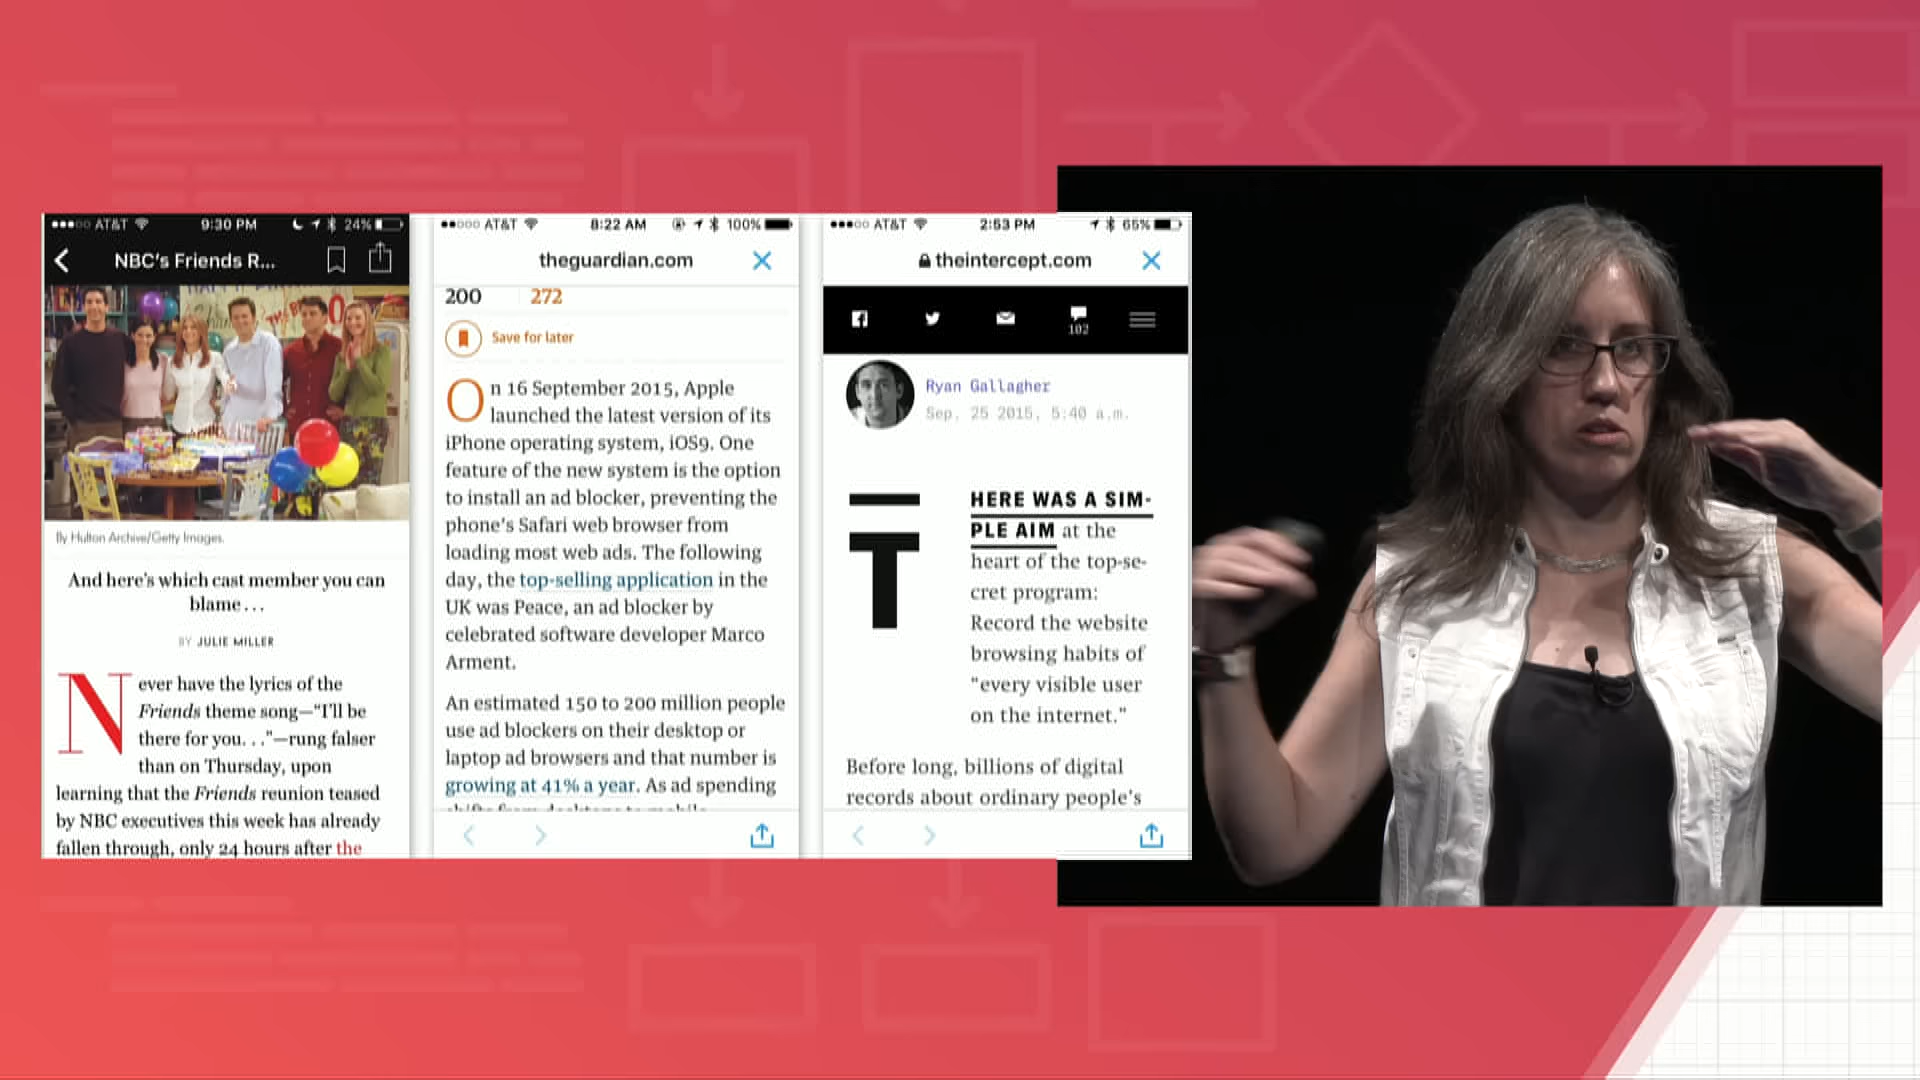 AT&T 9:30 PM 24%
NBC's Friends R...
By Hulton Archive/Getty Images.
And here's which cast member you can
blame...
BY JULIE MILLER
Never have the lyrics of the
Friends theme song—“I'll be
there for you. . .”—rung falser
than on Thursday, upon
learning that the Friends reunion teased
by NBC executives this week has already
fallen through, only 24 hours after the
AT&T 8:22 AM 100%
theguardian.com
200 272
Save for later
On 16 September 2015, Apple
launched the latest version of its
iPhone operating system, iOS9. One
feature of the new system is the option
to install an ad blocker, preventing the
phone's Safari web browser from
loading most web ads. The following
day, the top-selling application in the
UK was Peace, an ad blocker by
celebrated software developer Marco
Arment.
An estimated 150 to 200 million people
use ad blockers on their desktop or
laptop ad browsers and that number is
growing at 41% a year. As ad spending
AT&T 2:53 PM 65%
theintercept.com
102
Ryan Gallagher
Sep. 25 2015, 5:40 a.m.
THERE WAS A SIM-
PLE AIM at the
heart of the top-se-
cret program:
Record the website
browsing habits of
"every visible user
on the internet."
Before long, billions of digital
records about ordinary people's